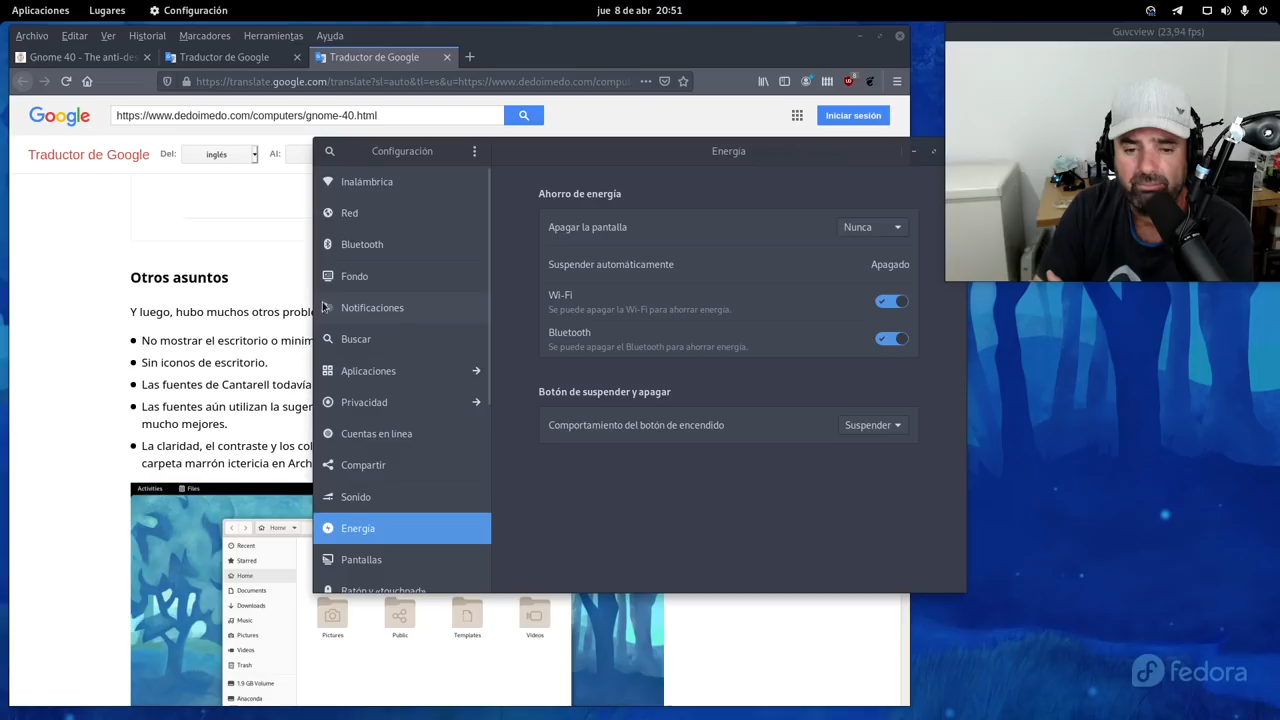 Aplicaciones Lugares Configuración jue 8 de abr 20:51
Archivo Editar Ver Historial Marcadores Herramientas Ayuda
Guvcview (23,94 fps)
Gnome 40 - The anti-des Traductor de Google Traductor de Google
https://translate.google.com/translate?sl=auto&tl=es&u=https://www.dedoimedo.com/compu
8
Google https://www.dedoimedo.com/computers/gnome-40.html Iniciar sesión
Traductor de Google Del: inglés Al:
Configuración
Energía
Inalámbrica
Red
Bluetooth
Fondo
Notificaciones
Buscar
Aplicaciones
Privacidad
Cuentas en línea
Compartir
Sonido
Energía
Pantallas
Ratón y «touchpad»
Ahorro de energía
Apagar la pantalla Nunca
Suspender automáticamente Apagado
Wi-Fi
Se puede apagar la Wi-Fi para ahorrar energía.
Bluetooth
Se puede apagar el Bluetooth para ahorrar energía.
Botón de suspender y apagar
Comportamiento del botón de encendido Suspender
Otros asuntos
Y luego, hubo muchos otros proble
No mostrar el escritorio o minim
Sin iconos de escritorio.
Las fuentes de Cantarell todavía
Las fuentes aún utilizan la suger
mucho mejores.
La claridad, el contraste y los col
carpeta marrón ictericia en Arch
Activities Files
Home
Recent
Starred
Home
Documents
Downloads
Music
Pictures
Videos
Trash
1.9 GB Volume
Anaconda
Pictures Public Templates Videos
fedora